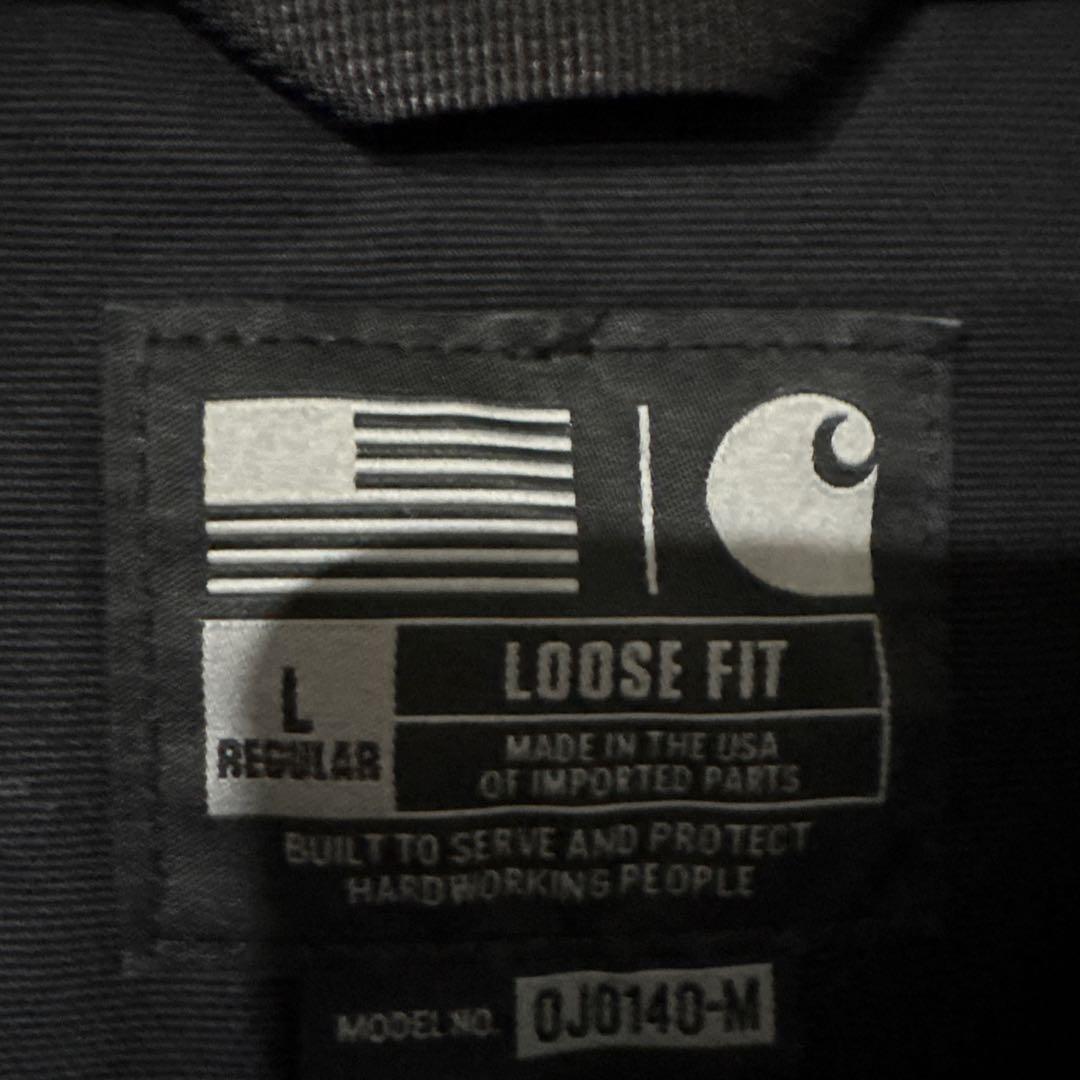 L
REGULAR
LOOSE FIT
MADE IN THE USA
OF IMPORTED PARTS
BUILT TO SERVE AND PROTECT
HARDWORKING PEOPLE
MODEL NO. OJ0140-M